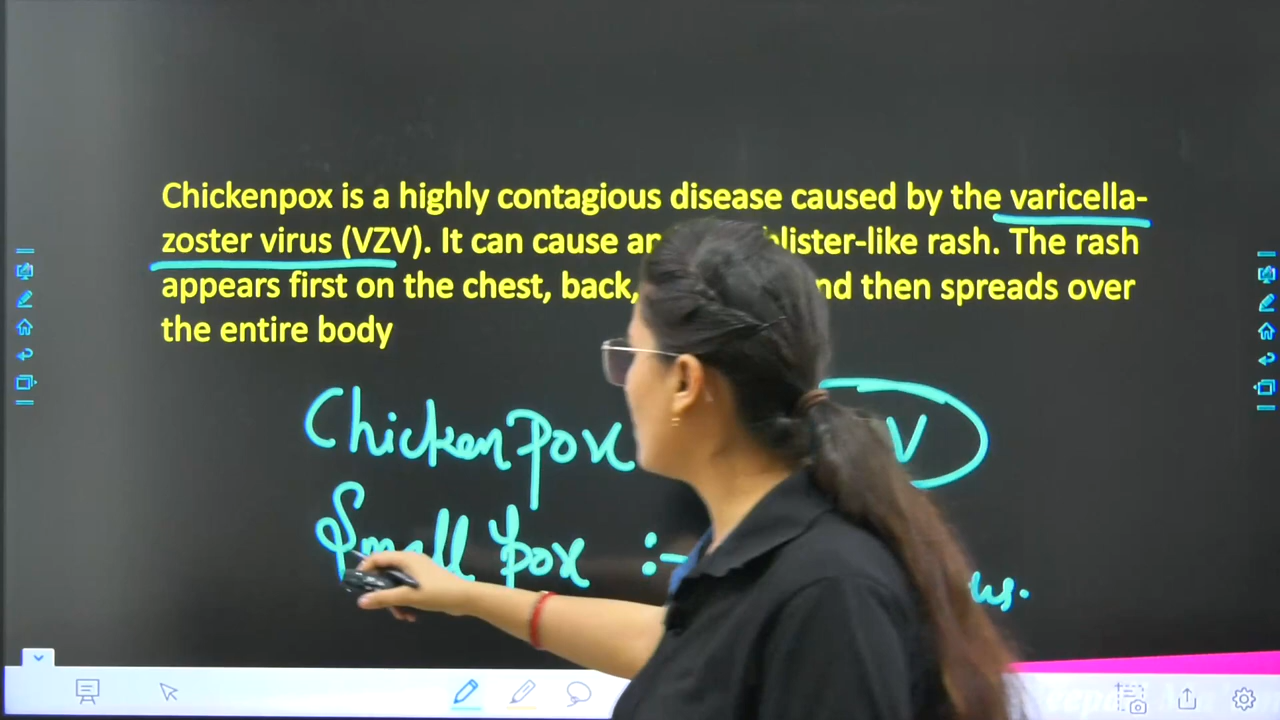 Chickenpox is a highly contagious disease caused by the varicella-
zoster virus (VZV). It can cause an blister-like rash. The rash
appears first on the chest, back, and then spreads over
the entire body
Chickenpox V
Small pox :- us.